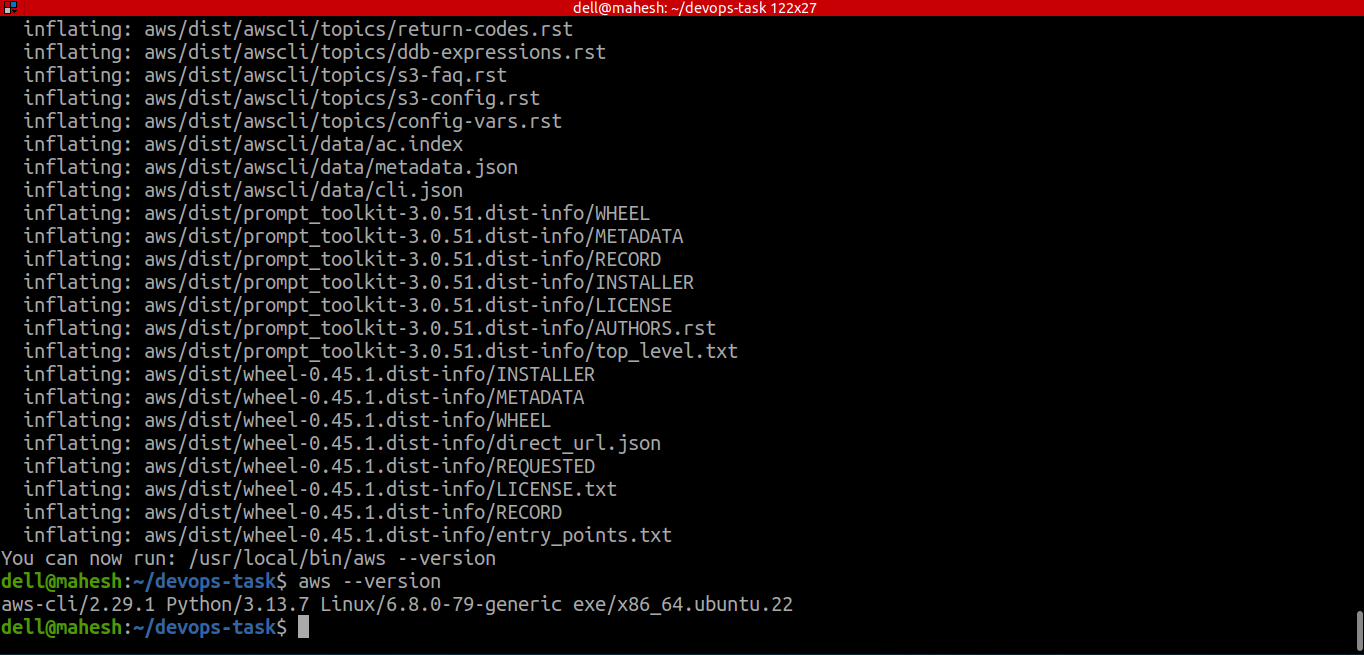 dell@mahesh: ~/devops-task 122x27
inflating: aws/dist/awscli/topics/return-codes.rst
inflating: aws/dist/awscli/topics/ddb-expressions.rst
inflating: aws/dist/awscli/topics/s3-faq.rst
inflating: aws/dist/awscli/topics/s3-config.rst
inflating: aws/dist/awscli/topics/config-vars.rst
inflating: aws/dist/awscli/data/ac.index
inflating: aws/dist/awscli/data/metadata.json
inflating: aws/dist/awscli/data/cli.json
inflating: aws/dist/prompt_toolkit-3.0.51.dist-info/WHEEL
inflating: aws/dist/prompt_toolkit-3.0.51.dist-info/METADATA
inflating: aws/dist/prompt_toolkit-3.0.51.dist-info/RECORD
inflating: aws/dist/prompt_toolkit-3.0.51.dist-info/INSTALLER
inflating: aws/dist/prompt_toolkit-3.0.51.dist-info/LICENSE
inflating: aws/dist/prompt_toolkit-3.0.51.dist-info/AUTHORS.rst
inflating: aws/dist/prompt_toolkit-3.0.51.dist-info/top_level.txt
inflating: aws/dist/wheel-0.45.1.dist-info/INSTALLER
inflating: aws/dist/wheel-0.45.1.dist-info/METADATA
inflating: aws/dist/wheel-0.45.1.dist-info/WHEEL
inflating: aws/dist/wheel-0.45.1.dist-info/direct_url.json
inflating: aws/dist/wheel-0.45.1.dist-info/REQUESTED
inflating: aws/dist/wheel-0.45.1.dist-info/LICENSE.txt
inflating: aws/dist/wheel-0.45.1.dist-info/RECORD
inflating: aws/dist/wheel-0.45.1.dist-info/entry_points.txt
You can now run: /usr/local/bin/aws --version
dell@mahesh:~/devops-task$ aws --version
aws-cli/2.29.1 Python/3.13.7 Linux/6.8.0-79-generic exe/x86_64.ubuntu.22
dell@mahesh:~/devops-task$